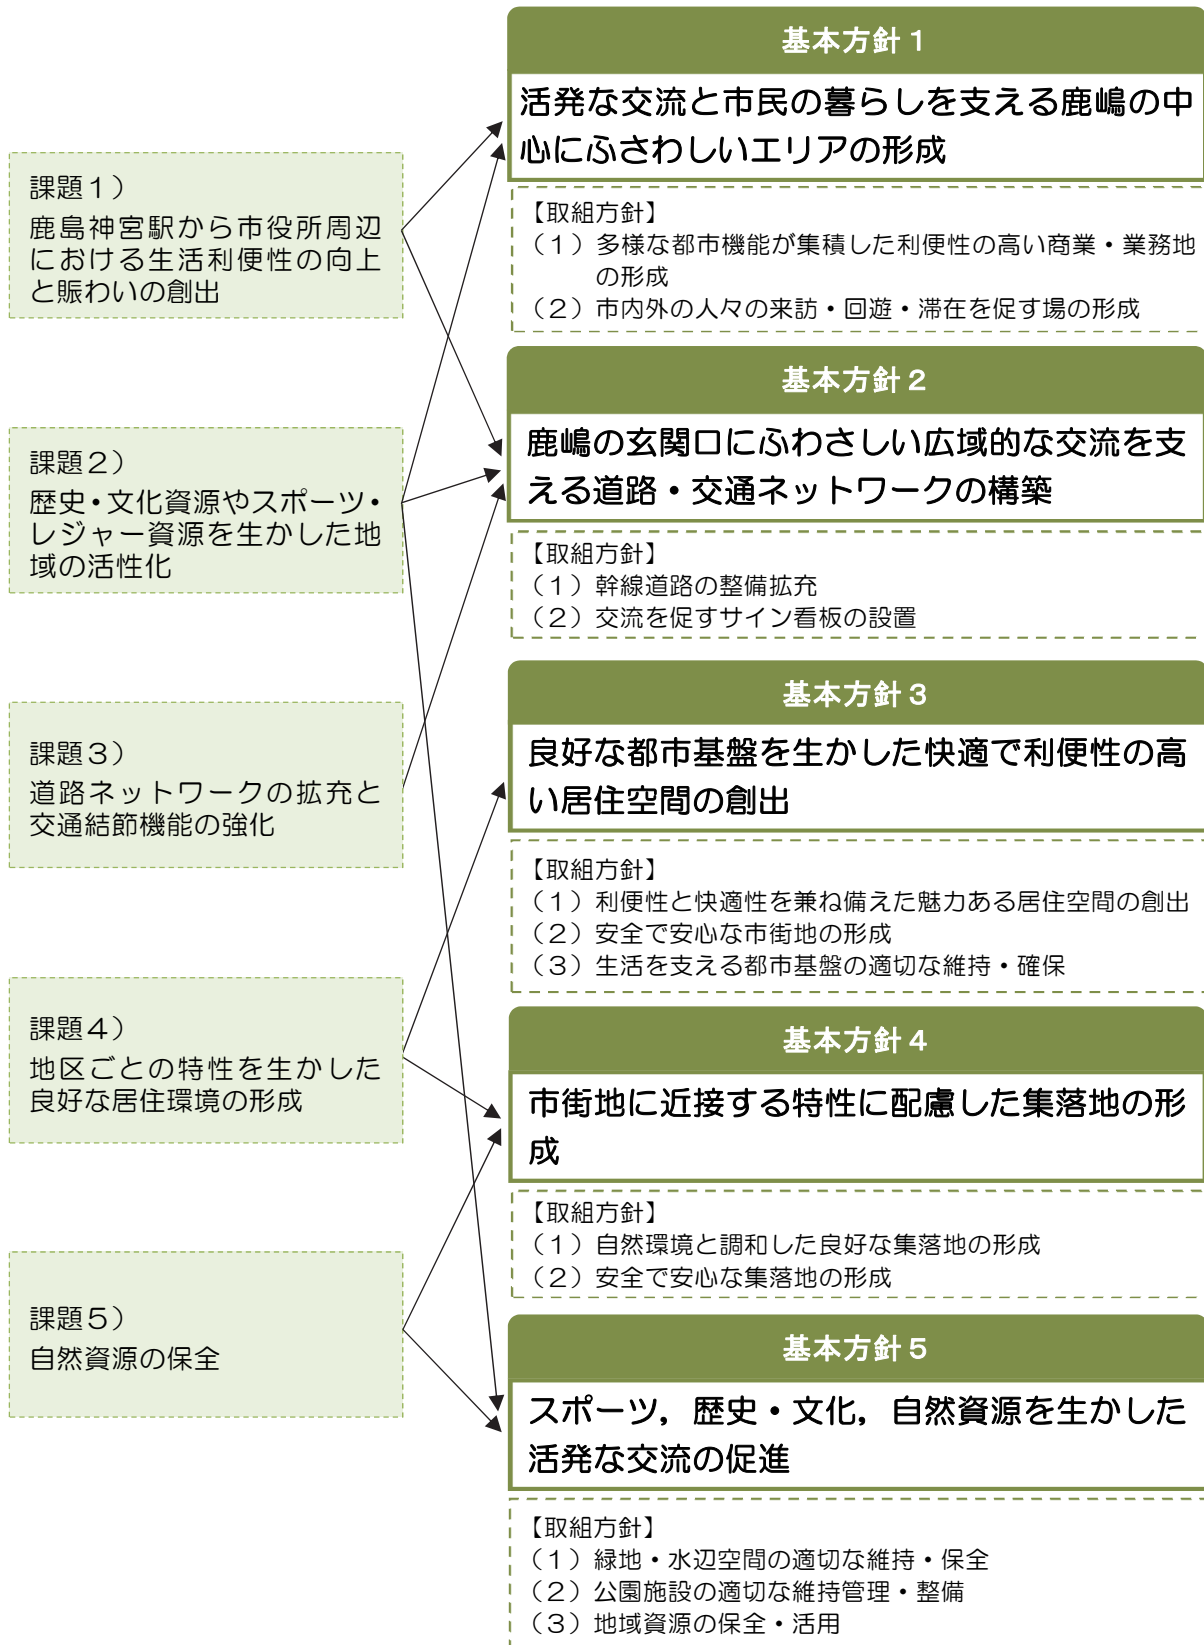 課題１）
鹿島神宮駅から市役所周辺
における生活利便性の向上
と賑わいの創出
課題２）
歴史・文化資源やスポーツ・
レジャー資源を生かした地
域の活性化
課題３）
道路ネットワークの拡充と
交通結節機能の強化
課題４）
地区ごとの特性を生かした
良好な居住環境の形成
課題５）
自然資源の保全
基本方針１
活発な交流と市民の暮らしを支える鹿嶋の中
心にふさわしいエリアの形成
【取組方針】
（１）多様な都市機能が集積した利便性の高い商業・業務地
の形成
（２）市内外の人々の来訪・回遊・滞在を促す場の形成
基本方針２
鹿嶋の玄関口にふわさしい広域的な交流を支
える道路・交通ネットワークの構築
【取組方針】
（１）幹線道路の整備拡充
（２）交流を促すサイン看板の設置
基本方針３
良好な都市基盤を生かした快適で利便性の高
い居住空間の創出
【取組方針】
（１）利便性と快適性を兼ね備えた魅力ある居住空間の創出
（２）安全で安心な市街地の形成
（３）生活を支える都市基盤の適切な維持・確保
基本方針４
市街地に近接する特性に配慮した集落地の形
成
【取組方針】
（１）自然環境と調和した良好な集落地の形成
（２）安全で安心な集落地の形成
基本方針５
スポーツ，歴史・文化，自然資源を生かした
活発な交流の促進
【取組方針】
（１）緑地・水辺空間の適切な維持・保全
（２）公園施設の適切な維持管理・整備
（３）地域資源の保全・活用